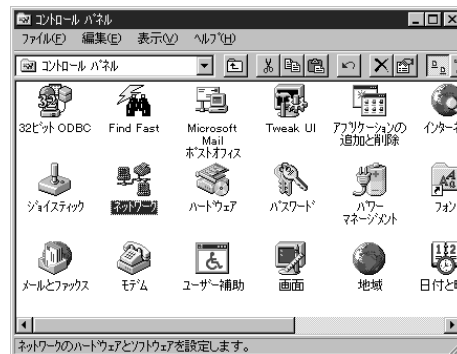 コントロール パネル
ファイル(F) 編集(E) 表示(V) ヘルプ(H)
コントロール パネル
32ビット ODBC
Find Fast
Microsoft
Mail
ポストオフィス
Tweak UI
アプリケーションの
追加と削除
インターネ
ジョイスティック
ネットワーク
ハードウェア
パスワード
パワー
マネージメント
フォン
メールとファックス
モデム
ユーザー補助
画面
地域
日付と時
ネットワークのハードウェアとソフトウェアを設定します。